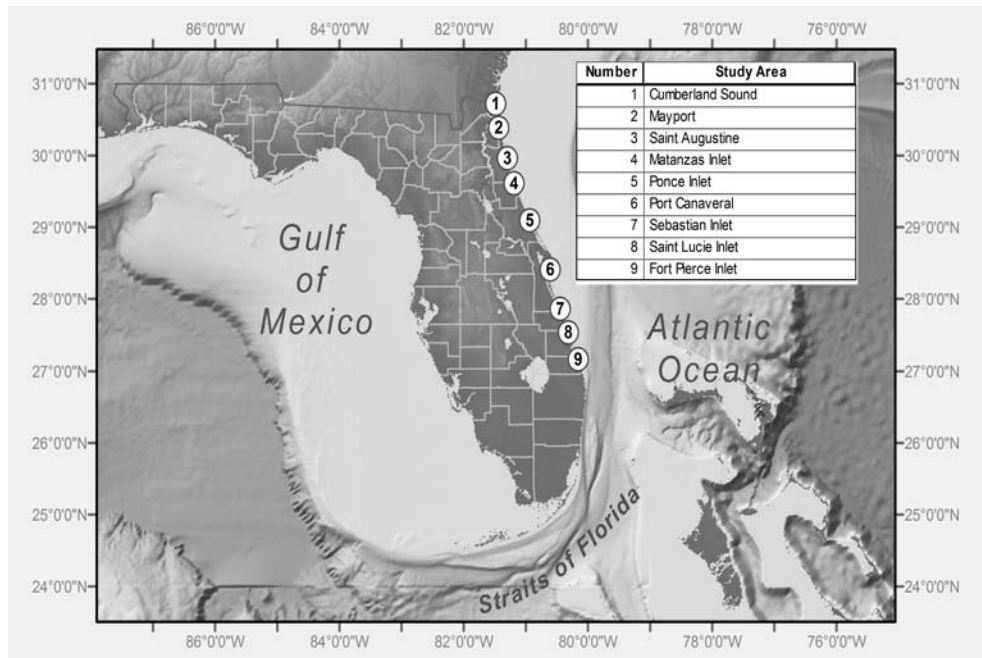 86°0'0"W 84°0'0"W 82°0'0"W 80°0'0"W 78°0'0"W 76°0'0"W
31°0'0"N 31°0'0"N
30°0'0"N 30°0'0"N
29°0'0"N 29°0'0"N
28°0'0"N 28°0'0"N
27°0'0"N 27°0'0"N
26°0'0"N 26°0'0"N
25°0'0"N 25°0'0"N
24°0'0"N 24°0'0"N
Number Study Area
1 Cumberland Sound
2 Mayport
3 Saint Augustine
4 Matanzas Inlet
5 Ponce Inlet
6 Port Canaveral
7 Sebastian Inlet
8 Saint Lucie Inlet
9 Fort Pierce Inlet
1
2
3
4
5
6
7
8
9
Gulf
of
Mexico
Atlantic
Ocean
Straits of Florida
86°0'0"W 84°0'0"W 82°0'0"W 80°0'0"W 78°0'0"W 76°0'0"W